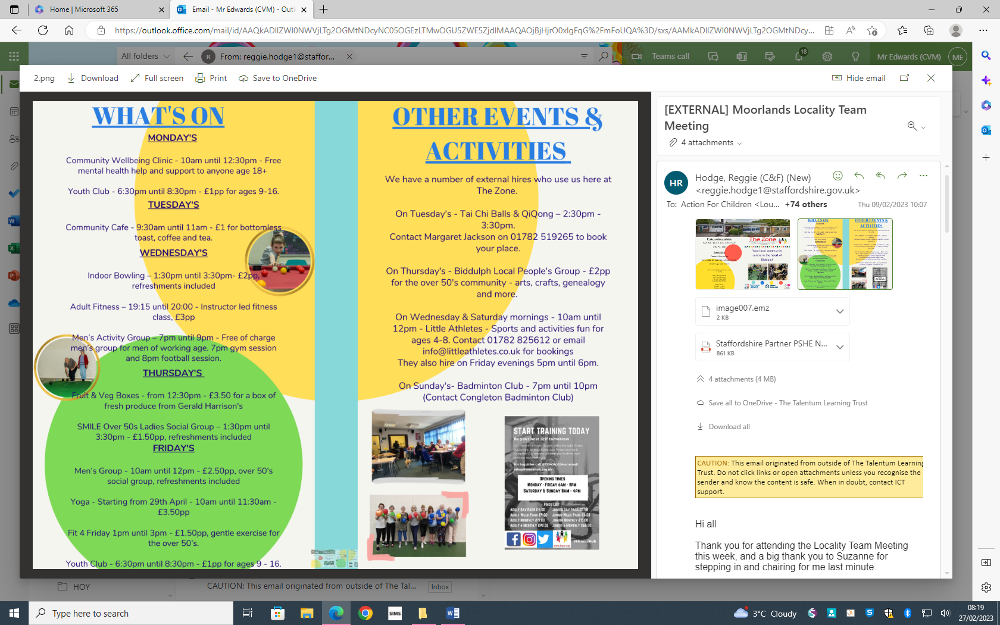 Home | Microsoft 365
Email - Mr Edwards (CVM) - Outl
https://outlook.office.com/mail/id/AAQkADIlZWI0NWVjLTg2OGMtNDcyNC05OGEzLTMwOGU5ZWE5ZjdlMAAQAOjBjHjrO0xIgFqG%2FmFoUQA%3D/sxs/AAMkADIlZWI0NWVjLTg2OGMtNDcy...
All folders
R
From: reggie.hodge1@staffor...
Teams call
18
Mr Edwards (CVM)
ME
2.png
Download
Full screen
Print
Save to OneDrive
Hide email
WHAT'S ON
MONDAY'S
Community Wellbeing Clinic - 10am until 12:30pm - Free
mental health help and support to anyone age 18+
Youth Club - 6:30pm until 8:30pm - £1pp for ages 9-16.
TUESDAY'S
Community Cafe - 9:30am until 11am - £1 for bottomless
toast, coffee and tea.
WEDNESDAY'S
Indoor Bowling – 1:30pm until 3:30pm- £2pp,
refreshments included
Adult Fitness – 19:15 until 20:00 - Instructor led fitness
class, £3pp
Men's Activity Group – 7pm until 9pm - Free of charge
men's group for men of working age. 7pm gym session
and 8pm football session.
THURSDAY'S
Fruit & Veg Boxes - from 12:30pm - £3.50 for a box of
fresh produce from Gerald Harrison's
SMILE Over 50s Ladies Social Group – 1:30pm until
3:30pm - £1.50pp, refreshments included
FRIDAY'S
Men's Group - 10am until 12pm - £2.50pp, over 50's
social group, refreshments included
Yoga - Starting from 29th April - 10am until 11:30am -
£3.50pp
Fit 4 Friday 1pm until 3pm - £1.50pp, gentle exercise for
the over 50's.
Youth Club - 6:30pm until 8:30pm - £1pp for ages 9 - 16.
OTHER EVENTS &
ACTIVITIES
We have a number of external hires who use us here at
The Zone.
On Tuesday's - Tai Chi Balls & QiQong – 2:30pm -
3:30pm.
Contact Margaret Jackson on 01782 519265 to book
your place.
On Thursday's - Biddulph Local People's Group - £2pp
for the over 50's community - arts, crafts, genealogy
and more.
On Wednesday & Saturday mornings - 10am until
12pm - Little Athletes - Sports and activities fun for
ages 4-8. Contact 01782 825612 or email
info@littleathletes.co.uk for bookings
They also hire on Friday evenings 5pm until 6pm.
On Sunday's- Badminton Club - 7pm until 10pm
(Contact Congleton Badminton Club)
START TRAINING TODAY
Be your best self tomorrow
OPENING TIMES
MONDAY - FRIDAY 6AM - 8PM
SATURDAY & SUNDAY 8AM - 4PM
PRICE LIST
ADULT DAY PASS £4.00
[EXTERNAL] Moorlands Locality Team
Meeting
4 attachments
HR
Hodge, Reggie (C&F) (New)
<reggie.hodge1@staffordshire.gov.uk>
To: Action For Children <Lou... +74 others
Thu 09/02/2023 10:07
The Zone
Your local community
centre in the heart of
Biddulph
image007.emz
2 KB
Staffordshire Partner PSHE N...
861 KB
4 attachments (4 MB)
Save all to OneDrive - The Talentum Learning Trust
Download all
CAUTION: This email originated from outside of The Talentum Learning
Trust. Do not click links or open attachments unless you recognise the
sender and know the content is safe. When in doubt, contact ICT
support.
Hi all
Thank you for attending the Locality Team Meeting
this week, and a big thank you to Suzanne for
stepping in and chairing for me last minute.
HOY
CAUTION: This email originated from outside of The Tal...
Inbox
Type here to search
SIMS
3°C Cloudy
08:19
27/02/2023